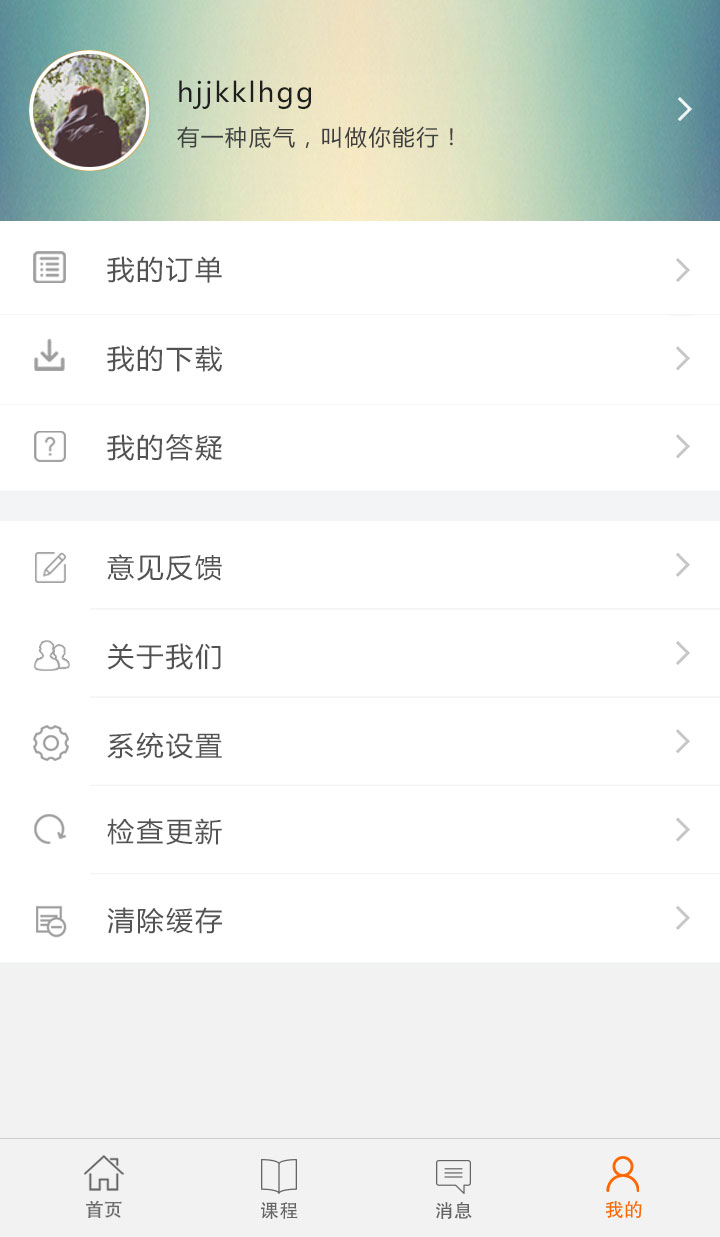 hjjkklhgg
有一种底气，叫做你能行！
我的订单
我的下载
我的答疑
意见反馈
关于我们
系统设置
检查更新
清除缓存
首页
课程
消息
我的